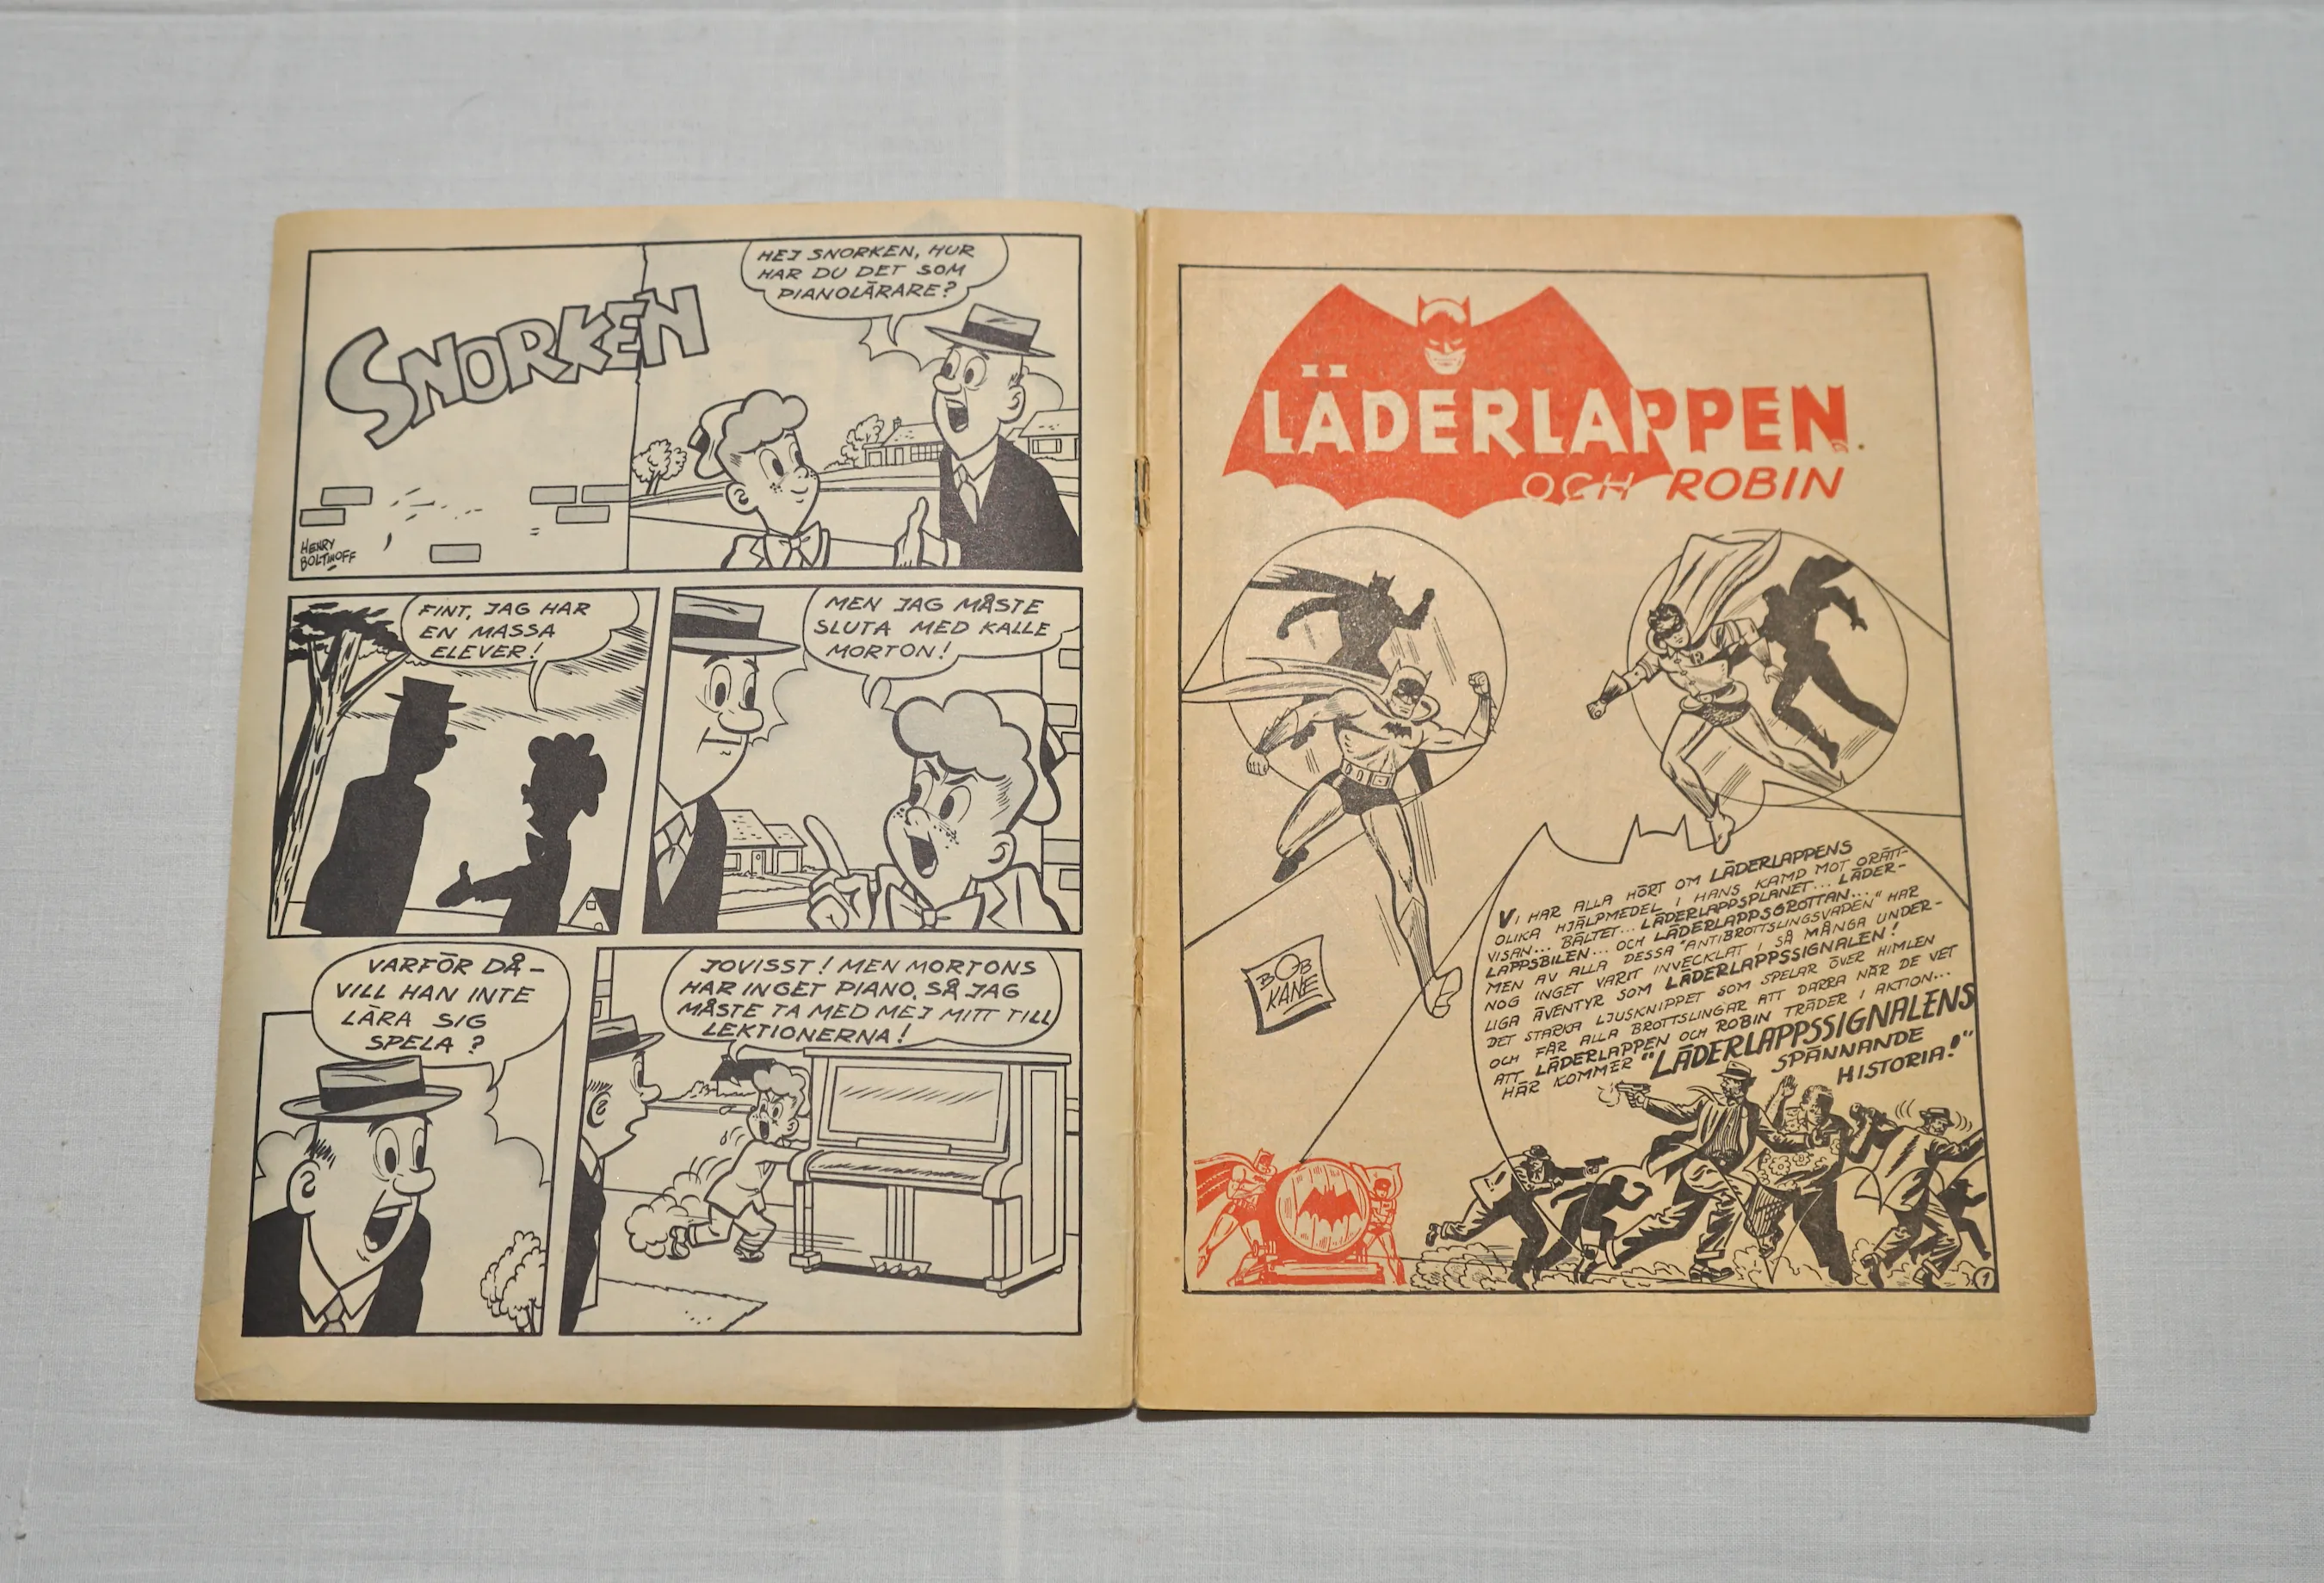 SNORKEN
HEJ SNORKEN, HUR
HAR DU DET SOM
PIANOLÄRARE?
HENRY
BOLTINOFF
FINT, JAG HAR
EN MASSA
ELEVER!
MEN JAG MÅSTE
SLUTA MED KALLE
MORTON!
VARFÖR DÅ -
VILL HAN INTE
LÄRA SIG
SPELA ?
JOVISST! MEN MORTONS
HAR INGET PIANO, SÅ JAG
MÅSTE TA MED MEJ MITT TILL
LEKTIONERNA!
LÄDERLAPPEN
OCH ROBIN
BOB
KANE
VI HAR ALLA HÖRT OM LÄDERLAPPENS
OLIKA HJÄLPMEDEL I HANS KAMP MOT ORÄTT-
VISAN... BÄLTET... LÄDERLAPPSPLANET... LÄDER-
LAPPSBILEN... OCH LÄDERLAPPSGROTTAN...
MEN AV ALLA DESSA "ANTIBROTTSLINGSVAPEN" HAR
NOG INGET VARIT INVECKLAT I SÅ MÅNGA UNDER-
LIGA ÄVENTYR SOM LÄDERLAPPSSIGNALEN!
DET STARKA LJUSKNIPPET SOM SPELAR ÖVER HIMLEN
OCH FÅR ALLA BROTTSLINGAR ATT DARRA NÄR DE VET
ATT LÄDERLAPPEN OCH ROBIN TRÄDER I AKTION...
HÄR KOMMER "LÄDERLAPPSSIGNALENS
SPÄNNANDE
HISTORIA!"
1